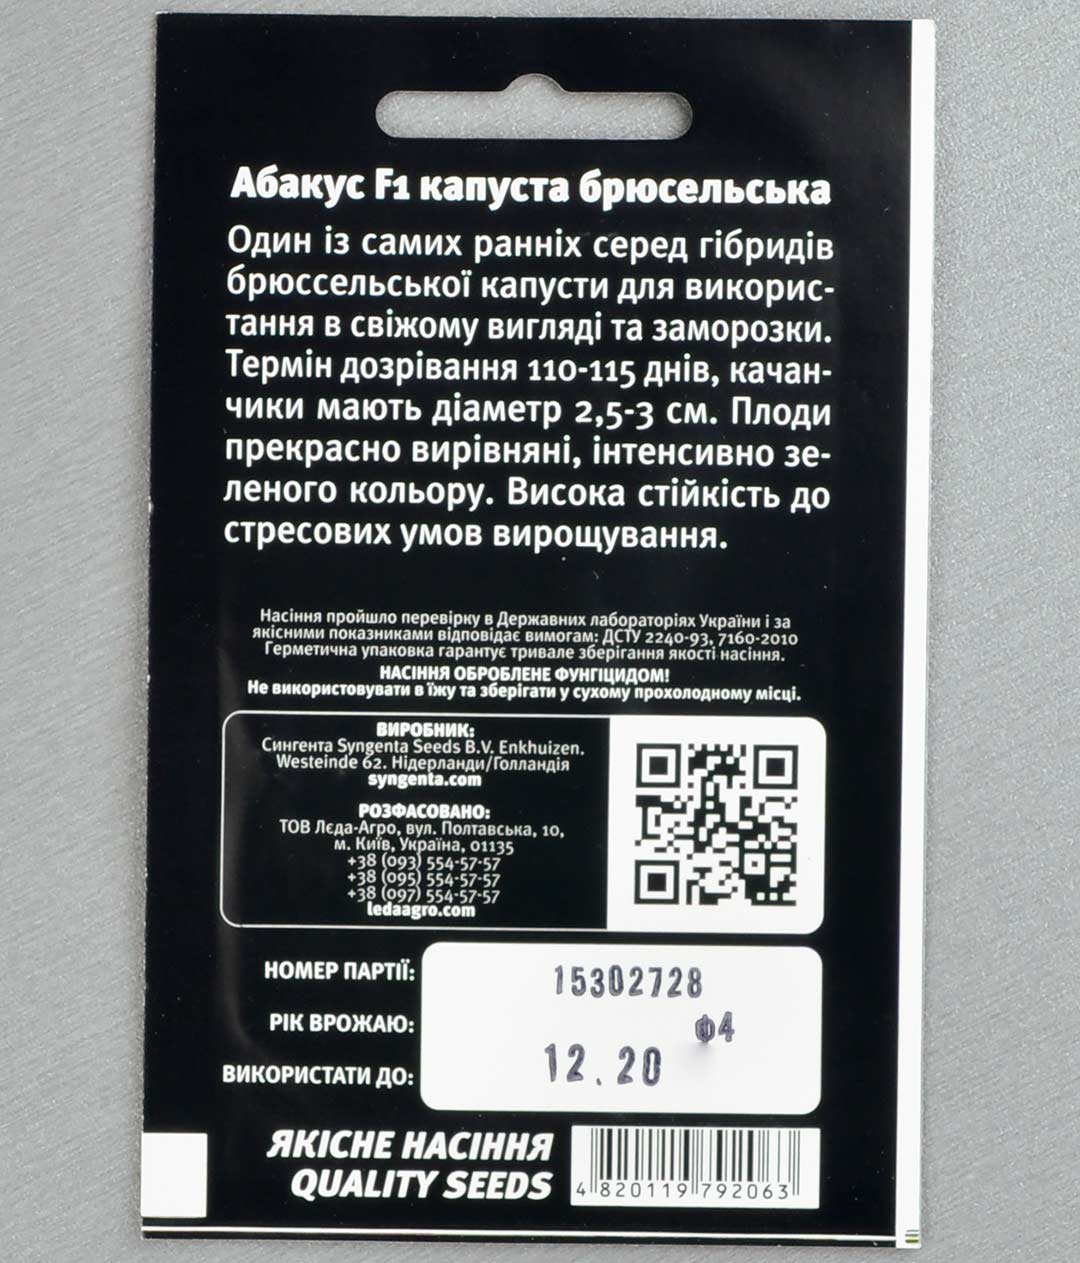 Абакус F1 капуста брюсельська
Один із самих ранніх серед гібридів
брюссельської капусти для викорис-
тання в свіжому вигляді та заморозки.
Термін дозрівання 110-115 днів, качан-
чики мають діаметр 2,5-3 см. Плоди
прекрасно вирівняні, інтенсивно зе-
леного кольору. Висока стійкість до
стресових умов вирощування.
Насіння пройшло перевірку в Державних лабораторіях України і за
якісними показниками відповідає вимогам: ДСТУ 2240-93, 7160-2010
Герметична упаковка гарантує тривале зберігання якості насіння.
НАСІННЯ ОБРОБЛЕНЕ ФУНГІЦИДОМ!
Не використовувати в їжу та зберігати у сухому прохолодному місці.
ВИРОБНИК:
Сингента Syngenta Seeds B.V. Enkhuizen.
Westeinde 62. Нідерланди/Голландія
syngenta.com
РОЗФАСОВАНО:
ТОВ Лєда-Агро, вул. Полтавська, 10,
м. Київ, Україна, 01135
+38 (093) 554-57-57
+38 (095) 554-57-57
+38 (097) 554-57-57
ledaagro.com
НОМЕР ПАРТІЇ: 15302728
РІК ВРОЖАЮ: Ф4
ВИКОРИСТАТИ ДО: 12.20
ЯКІСНЕ НАСІННЯ
QUALITY SEEDS
4 820119 792063